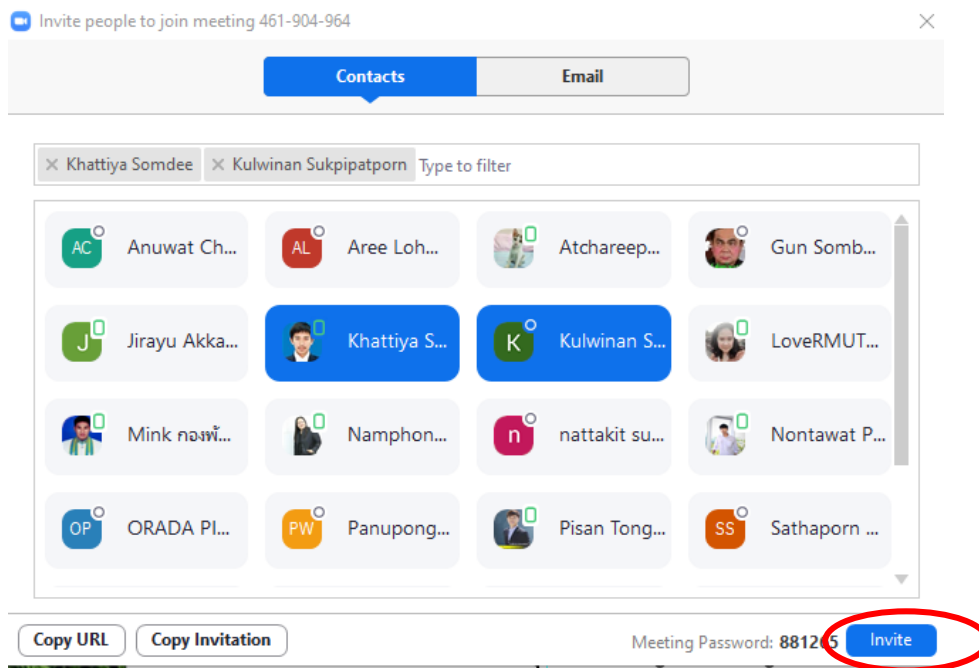 Invite people to join meeting 461-904-964
Contacts Email
Khattiya Somdee Kulwinan Sukpipatporn Type to filter
AC Anuwat Ch... AL Aree Loh... Atchareep... Gun Somb...
J Jirayu Akka... Khattiya S... K Kulwinan S... LoveRMUT...
Mink กองพั... Namphon... n nattakit su... Nontawat P...
OP ORADA PI... PW Panupong... Pisan Tong... SS Sathaporn ...
Copy URL Copy Invitation Meeting Password: 881265 Invite